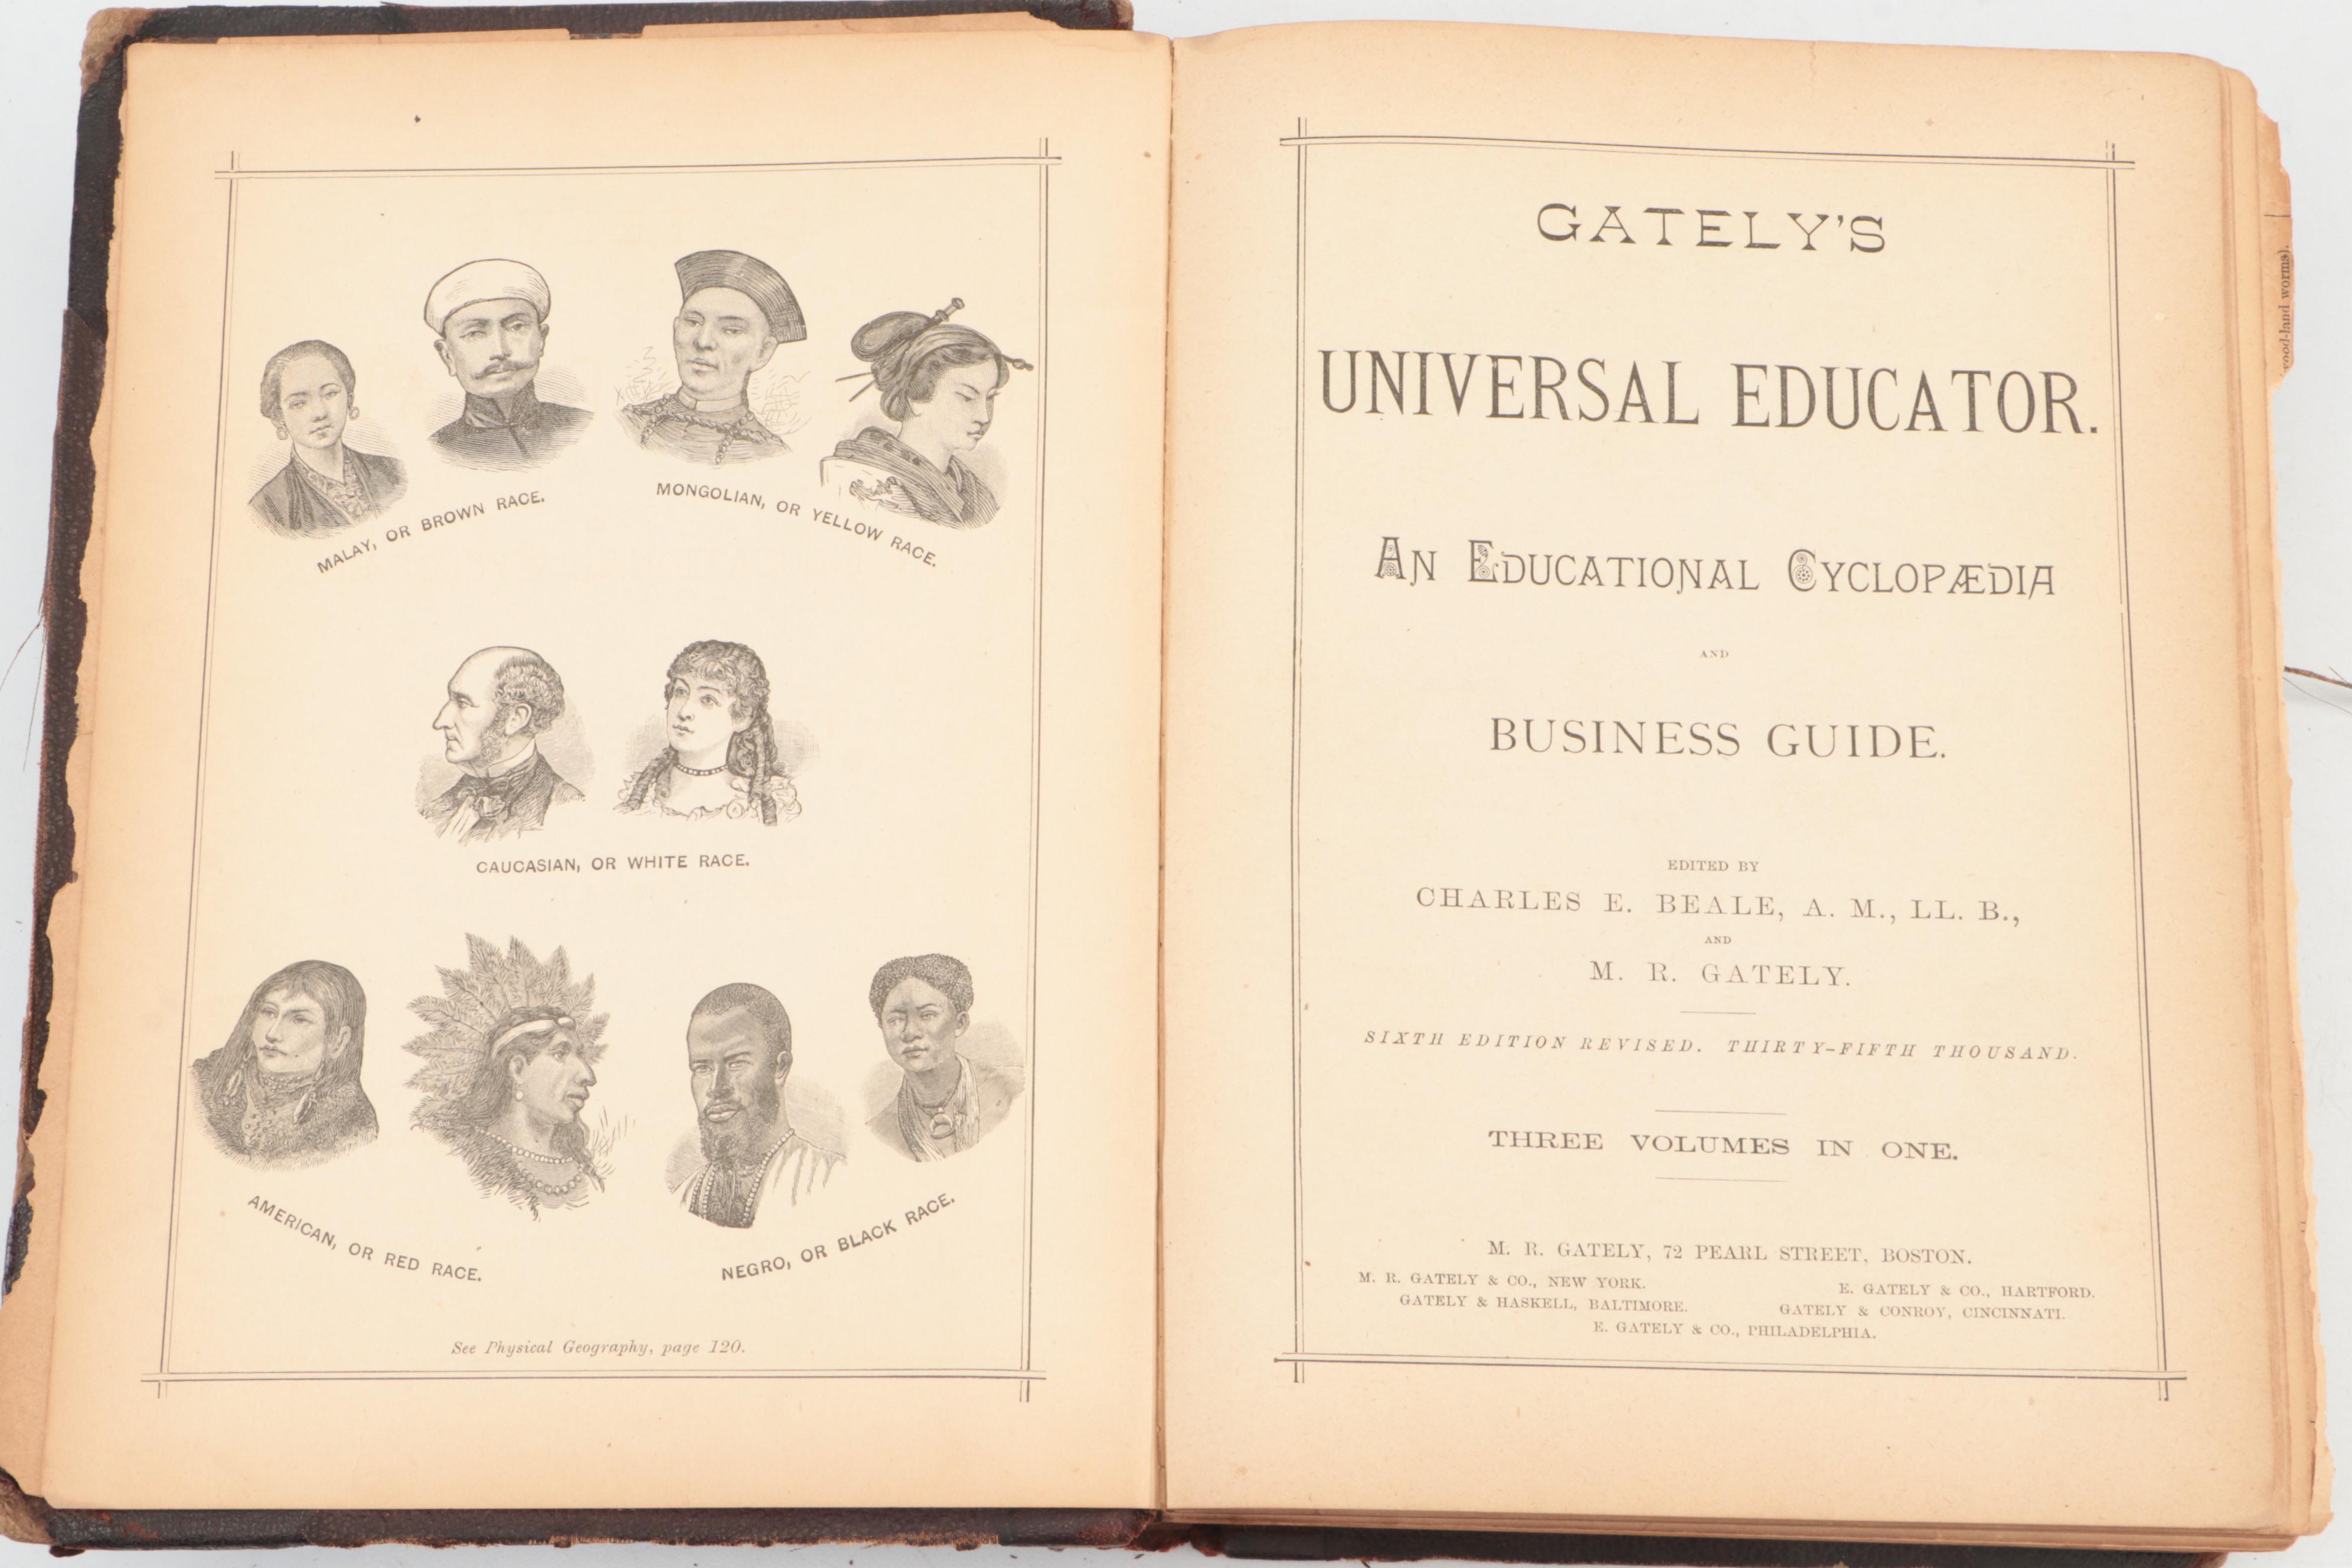 MALAY, OR BROWN RACE.
MONGOLIAN, OR YELLOW RACE.
CAUCASIAN, OR WHITE RACE.
AMERICAN, OR RED RACE.
NEGRO, OR BLACK RACE.
See Physical Geography, page 120.
GATELY'S
UNIVERSAL EDUCATOR.
AN EDUCATIONAL CYCLOPÆDIA
AND
BUSINESS GUIDE.
EDITED BY
CHARLES E. BEALE, A. M., LL. B.,
AND
M. R. GATELY.
SIXTH EDITION REVISED. THIRTY-FIFTH THOUSAND.
THREE VOLUMES IN ONE.
M. R. GATELY, 72 PEARL STREET, BOSTON.
M. R. GATELY & CO., NEW YORK. E. GATELY & CO., HARTFORD.
GATELY & HASKELL, BALTIMORE. GATELY & CONROY, CINCINNATI.
E. GATELY & CO., PHILADELPHIA.
worms).